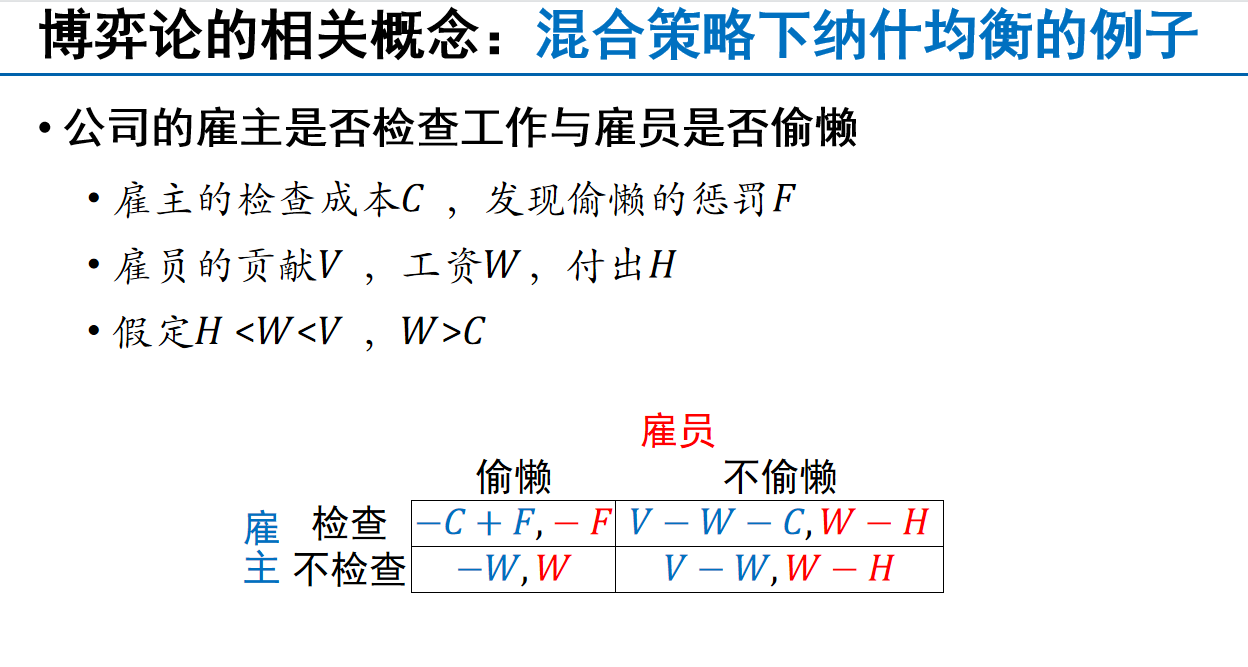 博弈论的相关概念：混合策略下纳什均衡的例子
• 公司的雇主是否检查工作与雇员是否偷懒
• 雇主的检查成本C ，发现偷懒的惩罚F
• 雇员的贡献V ，工资W，付出H
• 假定H <W<V ，W>C
雇员
偷懒 不偷懒
雇主
检查 −C + F, − F V − W − C, W − H
不检查 −W, W V − W, W − H